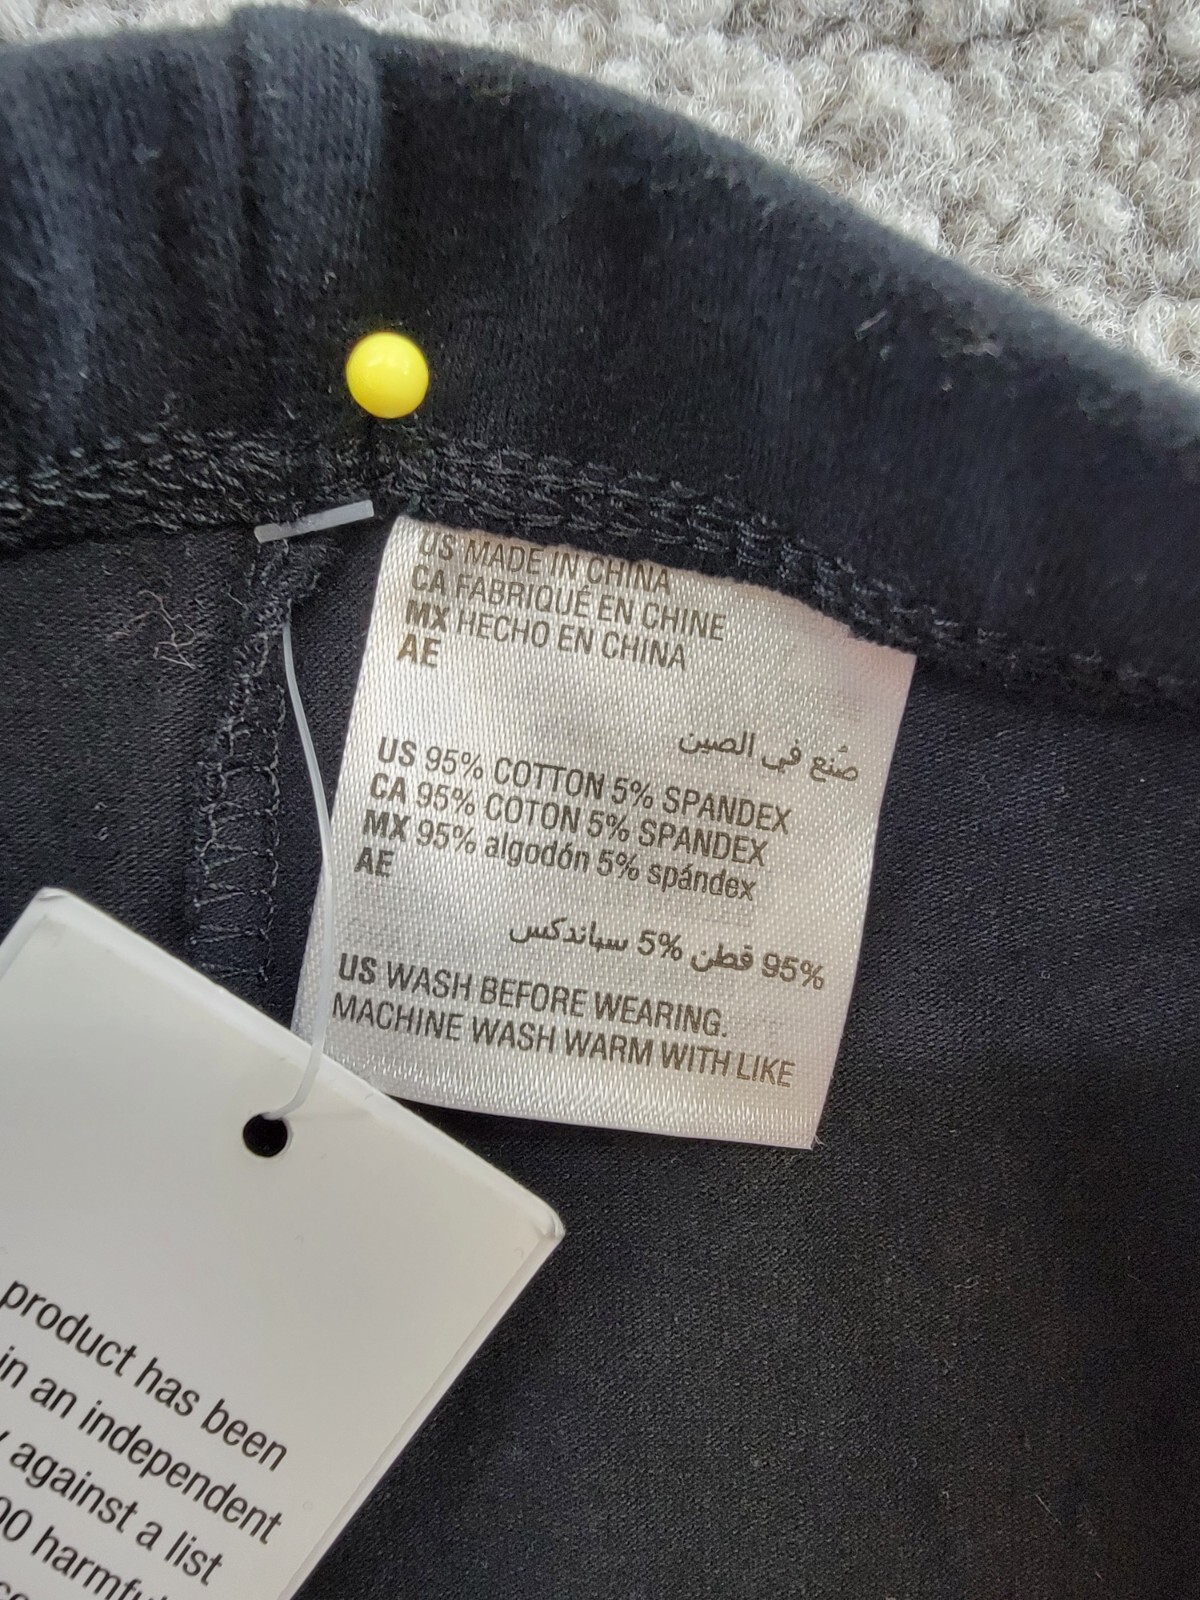 US MADE IN CHINA
CA FABRIQUÉ EN CHINE
MX HECHO EN CHINA
AE
صُنع في الصين
US 95% COTTON 5% SPANDEX
CA 95% COTON 5% SPANDEX
MX 95% algodón 5% spándex
AE
95% قطن 5% سباندكس
US WASH BEFORE WEARING.
MACHINE WASH WARM WITH LIKE
product has been
in an independent
against a list
00 harmful